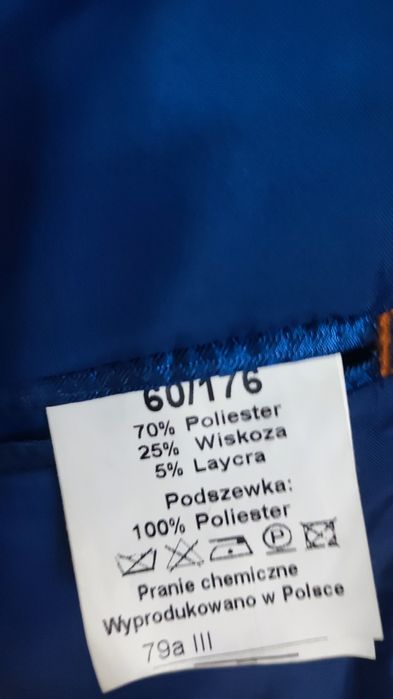 60/176
70% Poliester
25% Wiskoza
5% Laycra
Podszewka:
100% Poliester
P
Pranie chemiczne
Wyprodukowano w Polsce
79a III